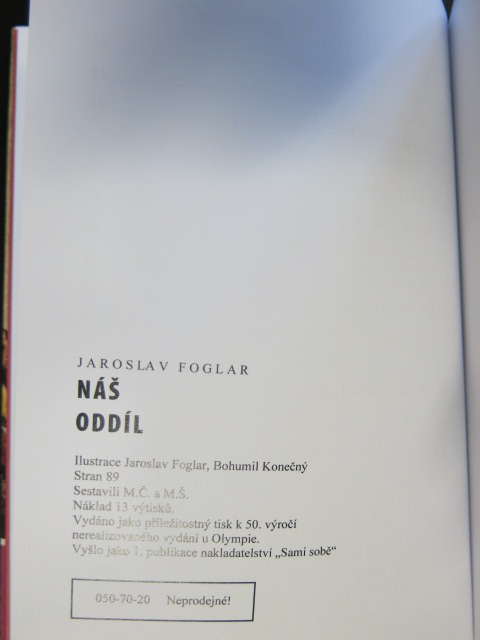 JAROSLAV FOGLAR
NÁŠ
ODDÍL
Ilustrace Jaroslav Foglar, Bohumil Konečný
Stran 89
Sestavili M.Č. a M.Š.
Náklad 13 výtisků.
Vydáno jako příležitostný tisk k 50. výročí
nerealizovaného vydání u Olympie.
Vyšlo jako 1. publikace nakladatelství „Sami sobě“
050-70-20 Neprodejné!